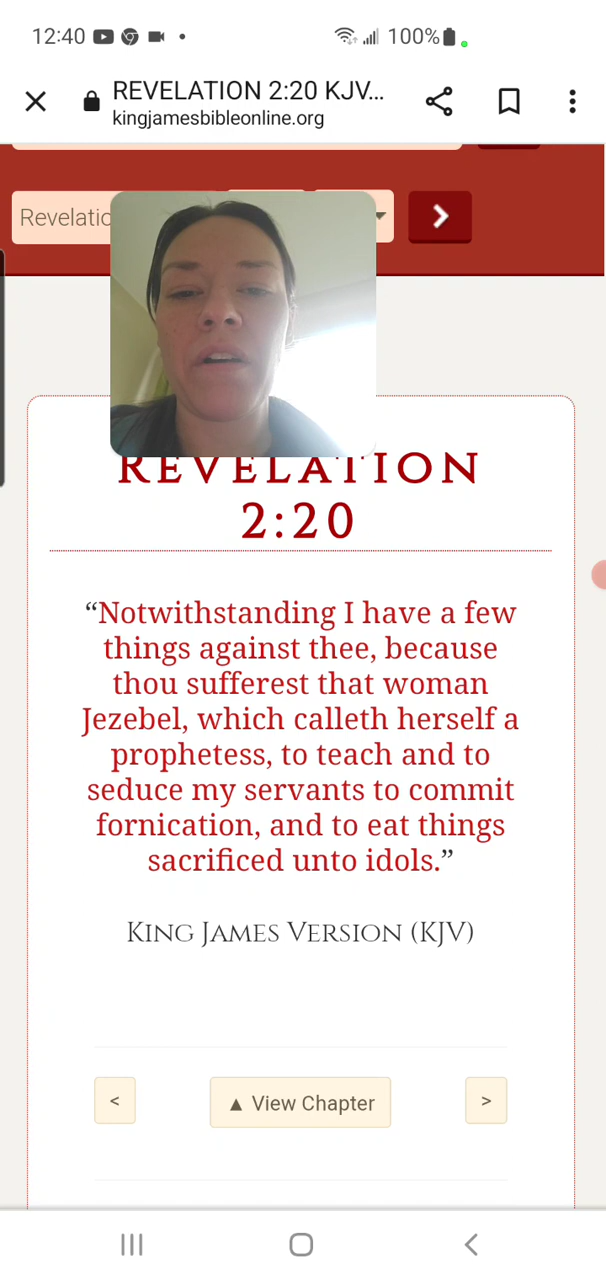 12:40
100%
REVELATION 2:20 KJV...
kingjamesbibleonline.org
Revelatio
REVELATION
2:20
“Notwithstanding I have a few
things against thee, because
thou sufferest that woman
Jezebel, which calleth herself a
prophetess, to teach and to
seduce my servants to commit
fornication, and to eat things
sacrificed unto idols.”
King James Version (KJV)
<
▲ View Chapter
>